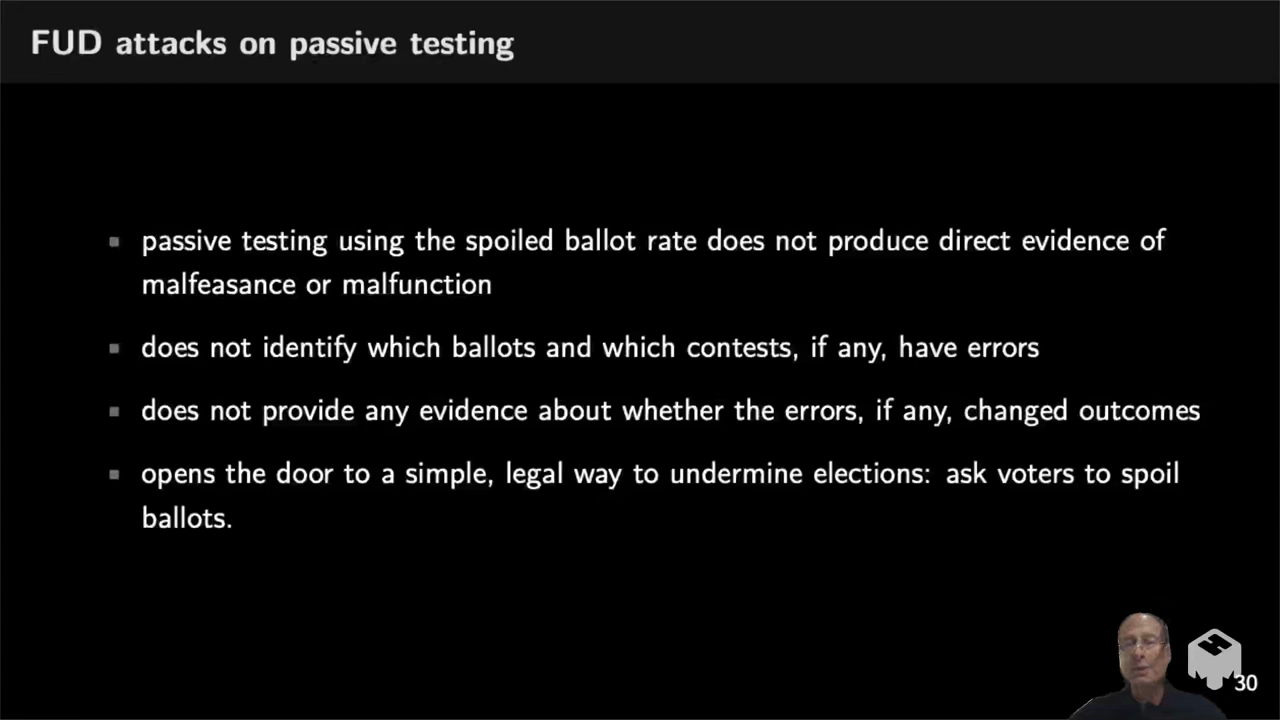 FUD attacks on passive testing
passive testing using the spoiled ballot rate does not produce direct evidence of
malfeasance or malfunction
does not identify which ballots and which contests, if any, have errors
does not provide any evidence about whether the errors, if any, changed outcomes
opens the door to a simple, legal way to undermine elections: ask voters to spoil
ballots.
30